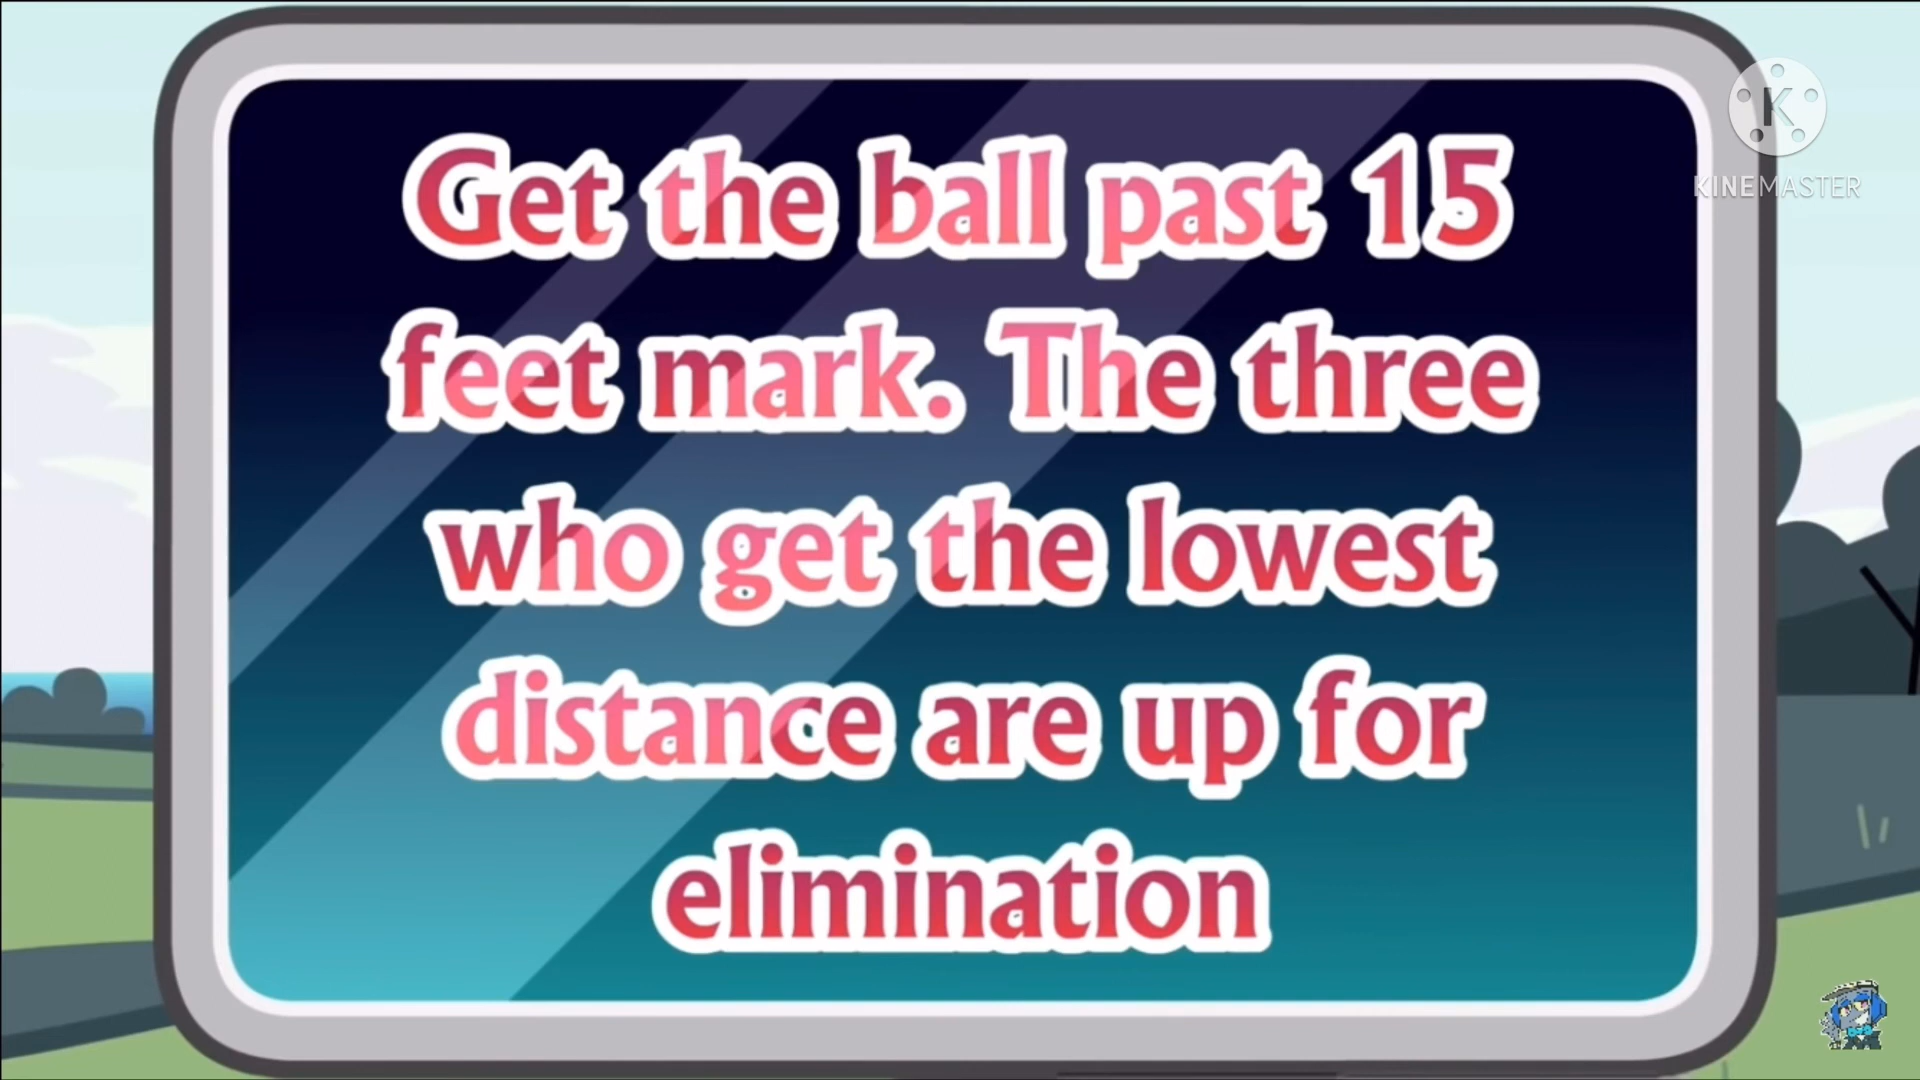 Get the ball past 15
feet mark. The three
who get the lowest
distance are up for
elimination
K
KINEMASTER